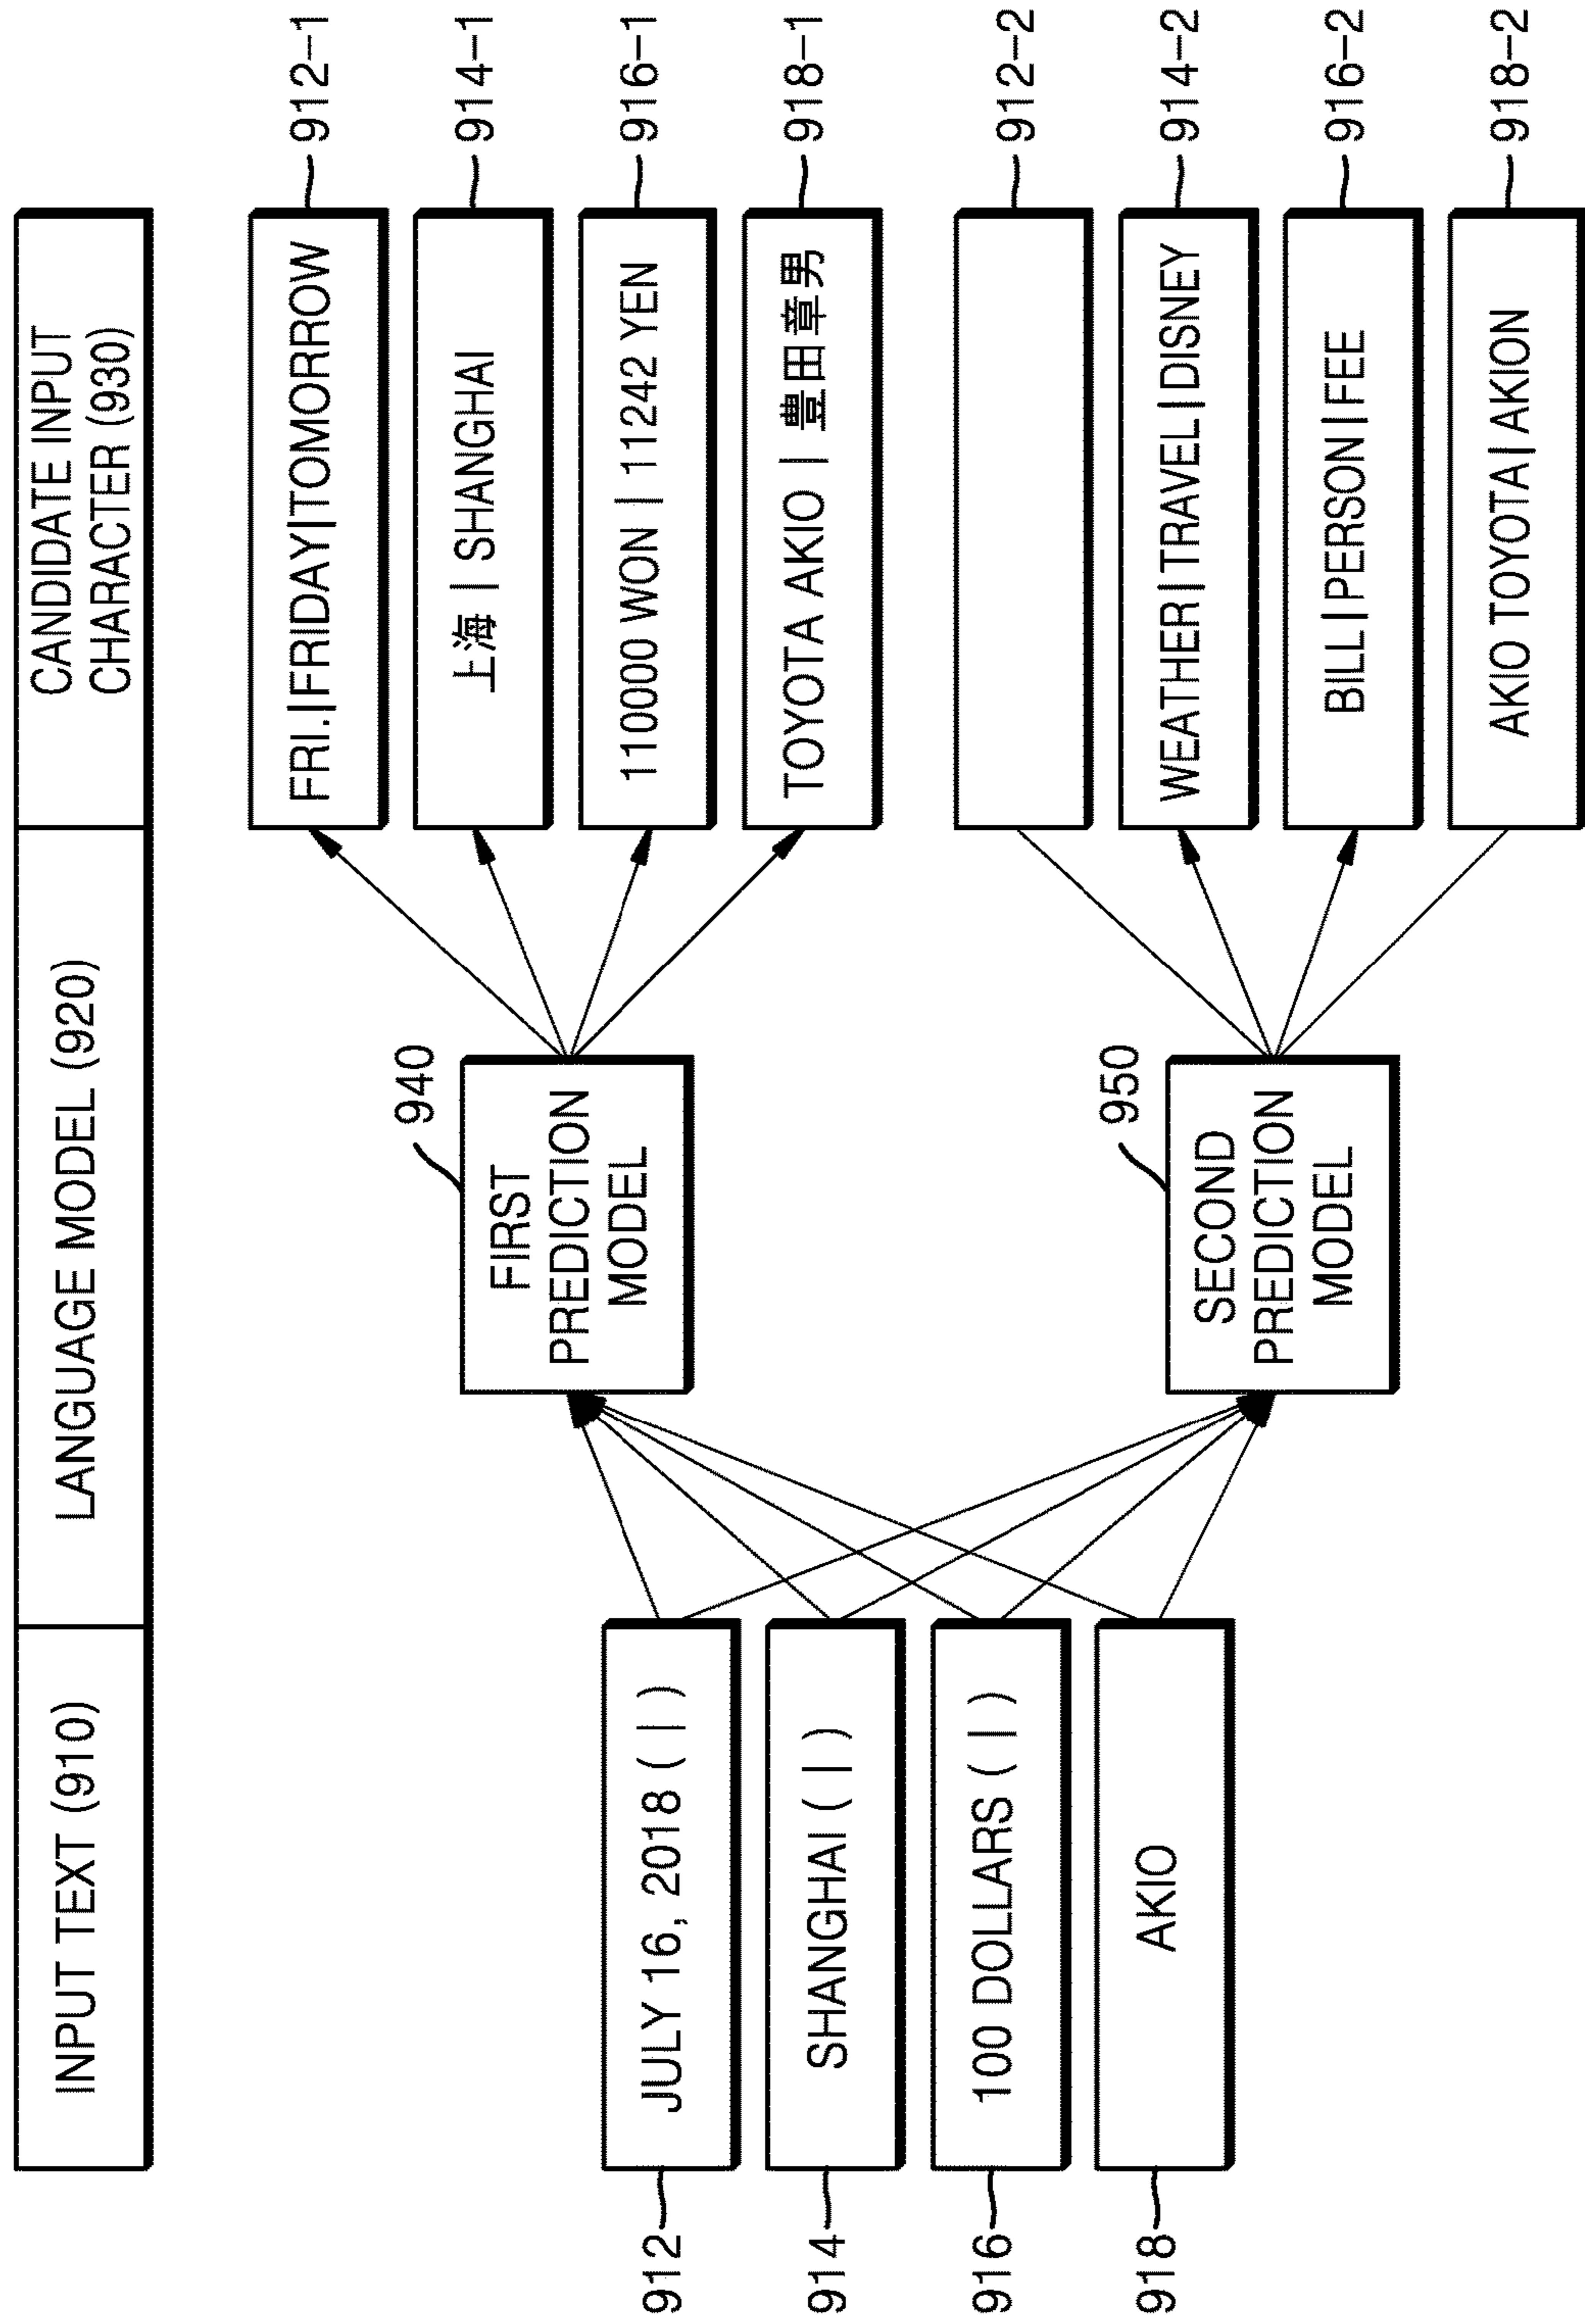 INPUT TEXT (910)
LANGUAGE MODEL (920)
CANDIDATE INPUT
CHARACTER (930)
912
JULY 16, 2018 ( | )
914
SHANGHAI ( | )
916
100 DOLLARS ( | )
918
AKIO
940
FIRST
PREDICTION
MODEL
950
SECOND
PREDICTION
MODEL
FRI.|FRIDAY|TOMORROW
912-1
上海 | SHANGHAI
914-1
110000 WON | 11242 YEN
916-1
TOYOTA AKIO | 豊田章男
918-1
912-2
WEATHER|TRAVEL|DISNEY
914-2
BILL|PERSON|FEE
916-2
AKIO TOYOTA|AKION
918-2